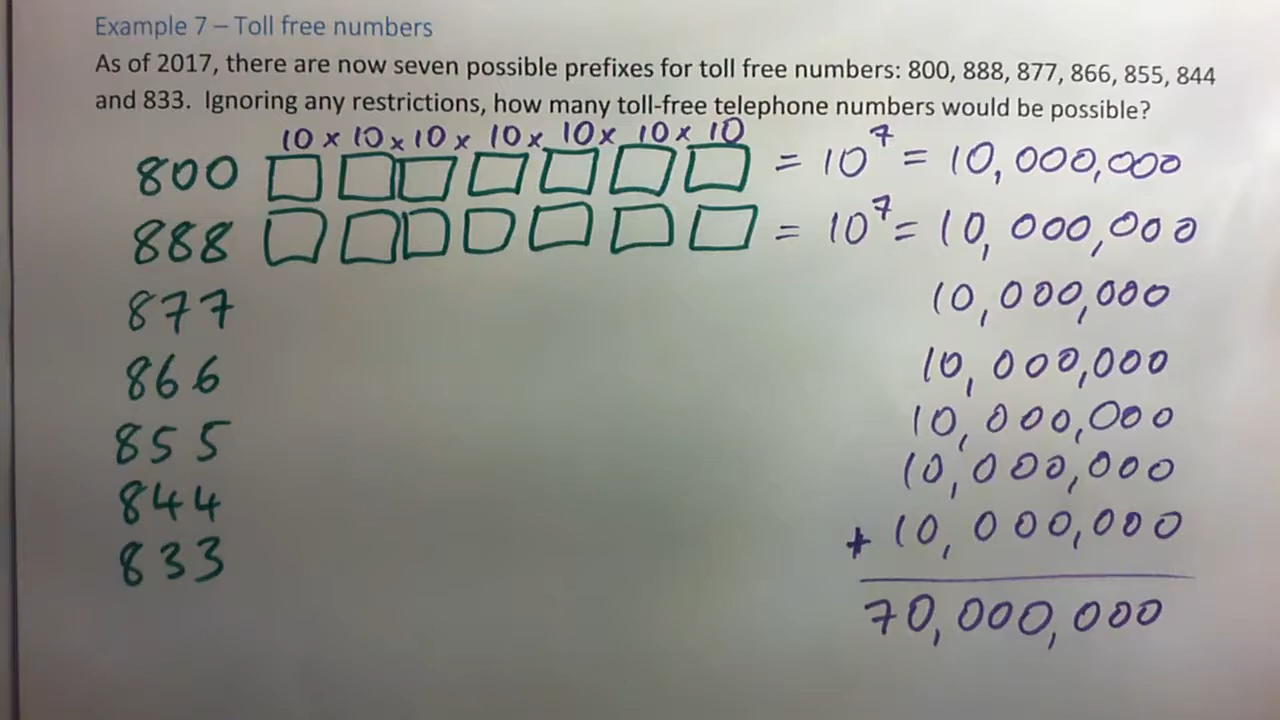 Example 7 – Toll free numbers
As of 2017, there are now seven possible prefixes for toll free numbers: 800, 888, 877, 866, 855, 844
and 833. Ignoring any restrictions, how many toll-free telephone numbers would be possible?
10 x 10 x 10 x 10 x 10 x 10 x 10
800 = 10⁷ = 10,000,000
888 = 10⁷ = 10,000,000
877 10,000,000
866 10,000,000
855 10,000,000
844 10,000,000
833 + 10,000,000
70,000,000